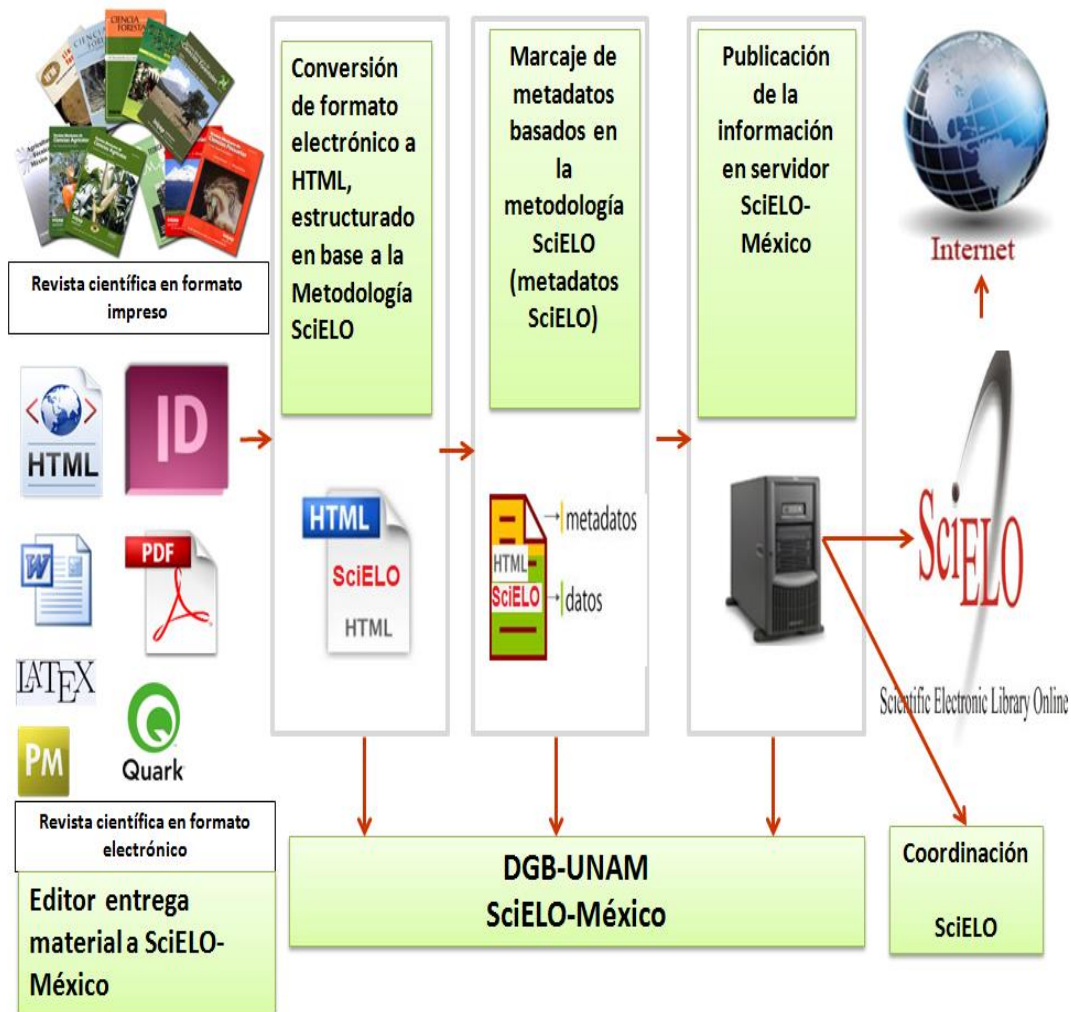 CIENCIA
FORESTAL
Revista científica en formato
impreso
HTML
ID
W
PDF
LATEX
PM
Quark
Revista científica en formato
electrónico
Editor entrega
material a SciELO-
México
Conversión
de formato
electrónico a
HTML,
estructurado
en base a la
Metodología
SciELO
HTML
SciELO
HTML
Marcaje de
metadatos
basados en
la
metodología
SciELO
(metadatos
SciELO)
metadatos
HTML
SciELO
datos
Publicación
de la
información
en servidor
SciELO-
México
DGB-UNAM
SciELO-México
Internet
SciELO
Scientific Electronic Library Online
Coordinación
SciELO